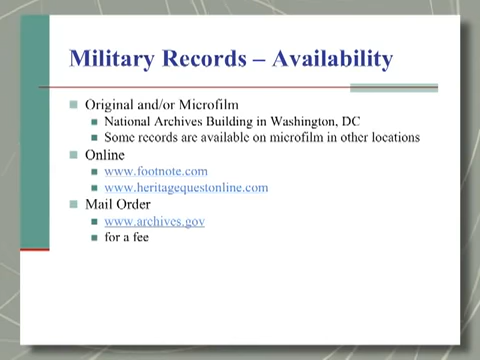 Military Records – Availability
Original and/or Microfilm
National Archives Building in Washington, DC
Some records are available on microfilm in other locations
Online
www.footnote.com
www.heritagequestonline.com
Mail Order
www.archives.gov
for a fee